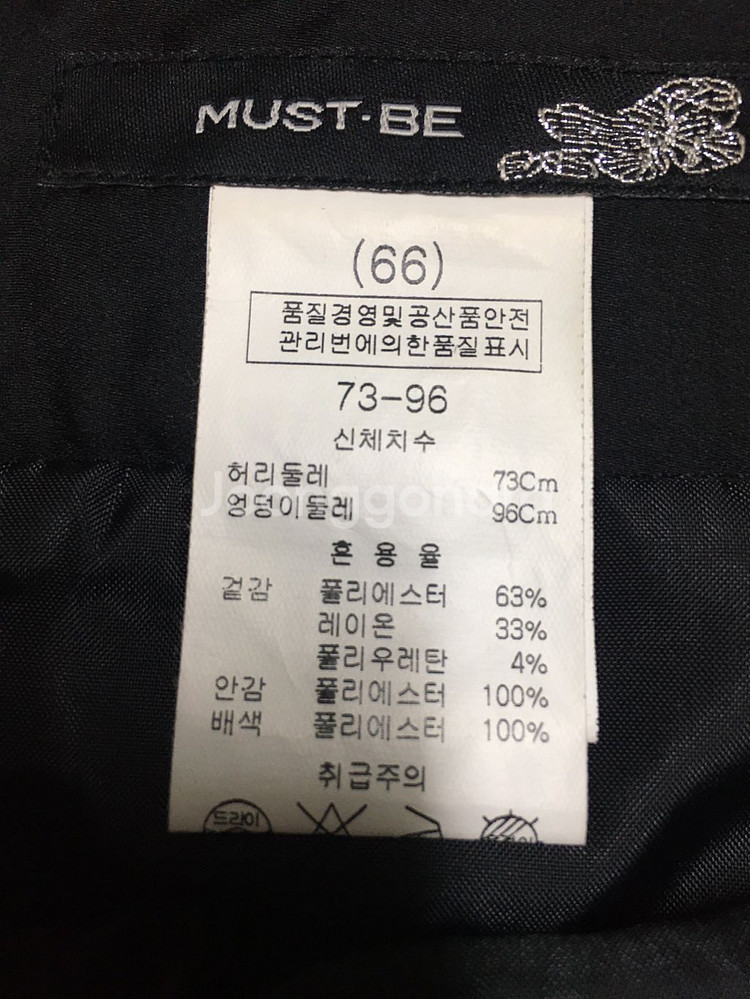 MUST·BE
(66)
품질경영및공산품안전
관리번에의한품질표시
73-96
신체치수
허리둘레 73Cm
엉덩이둘레 96Cm
혼용율
겉감 폴리에스터 63%
레이온 33%
폴리우레탄 4%
안감 폴리에스터 100%
배색 폴리에스터 100%
취급주의
드라이